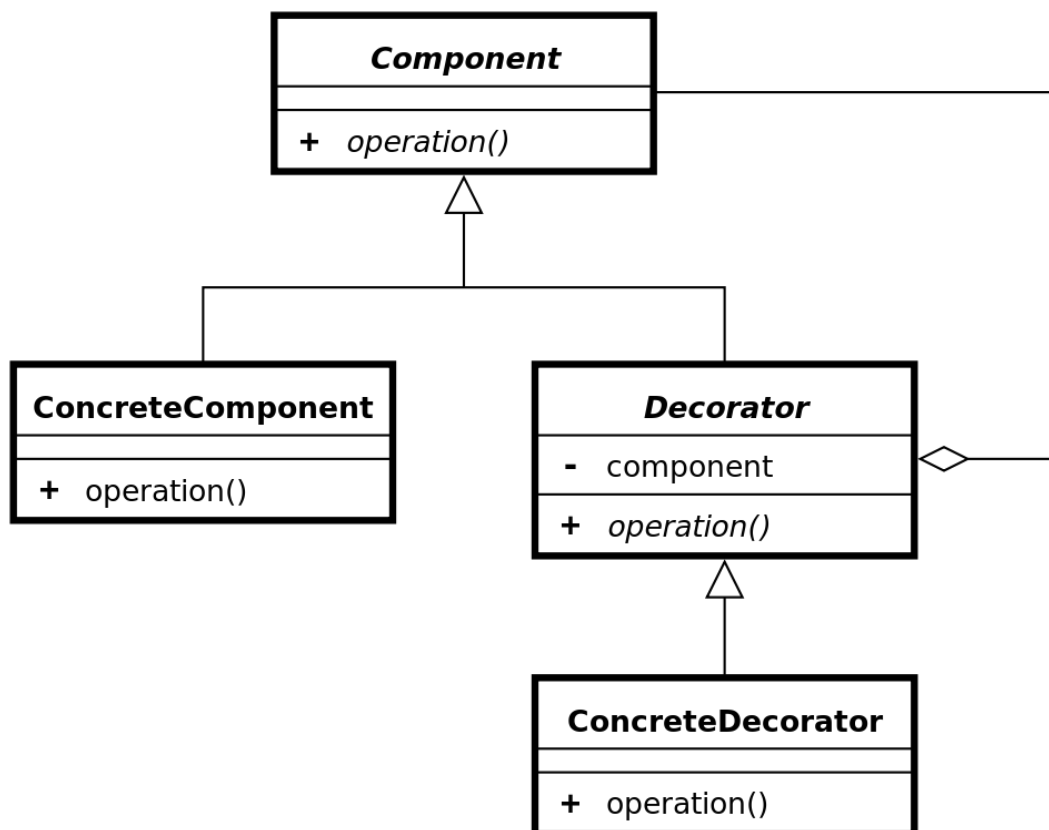 Component
+ operation()
ConcreteComponent
+ operation()
Decorator
- component
+ operation()
ConcreteDecorator
+ operation()